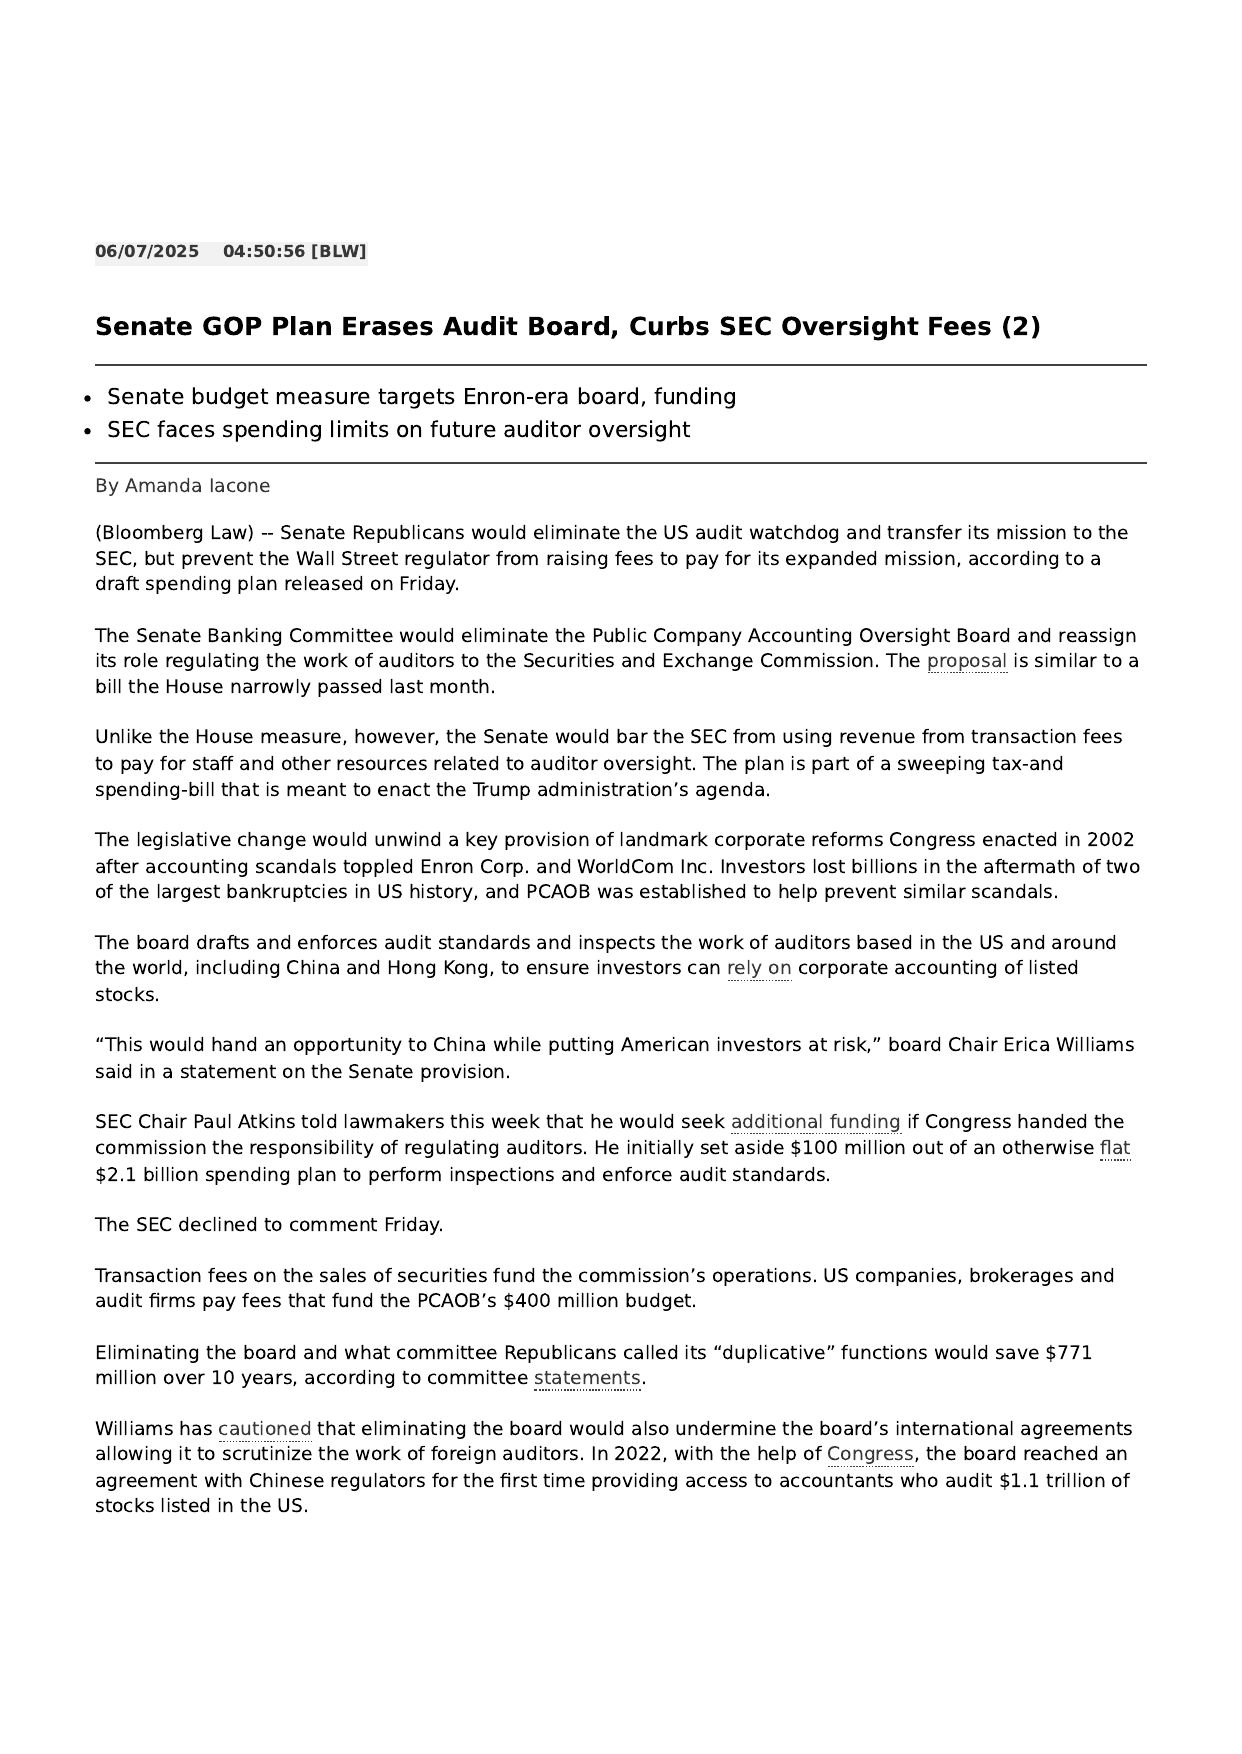 06/07/2025 04:50:56 [BLW]
Senate GOP Plan Erases Audit Board, Curbs SEC Oversight Fees (2)
• Senate budget measure targets Enron-era board, funding
• SEC faces spending limits on future auditor oversight
By Amanda Iacone
(Bloomberg Law) -- Senate Republicans would eliminate the US audit watchdog and transfer its mission to the
SEC, but prevent the Wall Street regulator from raising fees to pay for its expanded mission, according to a
draft spending plan released on Friday.
The Senate Banking Committee would eliminate the Public Company Accounting Oversight Board and reassign
its role regulating the work of auditors to the Securities and Exchange Commission. The proposal is similar to a
bill the House narrowly passed last month.
Unlike the House measure, however, the Senate would bar the SEC from using revenue from transaction fees
to pay for staff and other resources related to auditor oversight. The plan is part of a sweeping tax-and
spending-bill that is meant to enact the Trump administration’s agenda.
The legislative change would unwind a key provision of landmark corporate reforms Congress enacted in 2002
after accounting scandals toppled Enron Corp. and WorldCom Inc. Investors lost billions in the aftermath of two
of the largest bankruptcies in US history, and PCAOB was established to help prevent similar scandals.
The board drafts and enforces audit standards and inspects the work of auditors based in the US and around
the world, including China and Hong Kong, to ensure investors can rely on corporate accounting of listed
stocks.
“This would hand an opportunity to China while putting American investors at risk,” board Chair Erica Williams
said in a statement on the Senate provision.
SEC Chair Paul Atkins told lawmakers this week that he would seek additional funding if Congress handed the
commission the responsibility of regulating auditors. He initially set aside $100 million out of an otherwise flat
$2.1 billion spending plan to perform inspections and enforce audit standards.
The SEC declined to comment Friday.
Transaction fees on the sales of securities fund the commission’s operations. US companies, brokerages and
audit firms pay fees that fund the PCAOB’s $400 million budget.
Eliminating the board and what committee Republicans called its “duplicative” functions would save $771
million over 10 years, according to committee statements.
Williams has cautioned that eliminating the board would also undermine the board’s international agreements
allowing it to scrutinize the work of foreign auditors. In 2022, with the help of Congress, the board reached an
agreement with Chinese regulators for the first time providing access to accountants who audit $1.1 trillion of
stocks listed in the US.